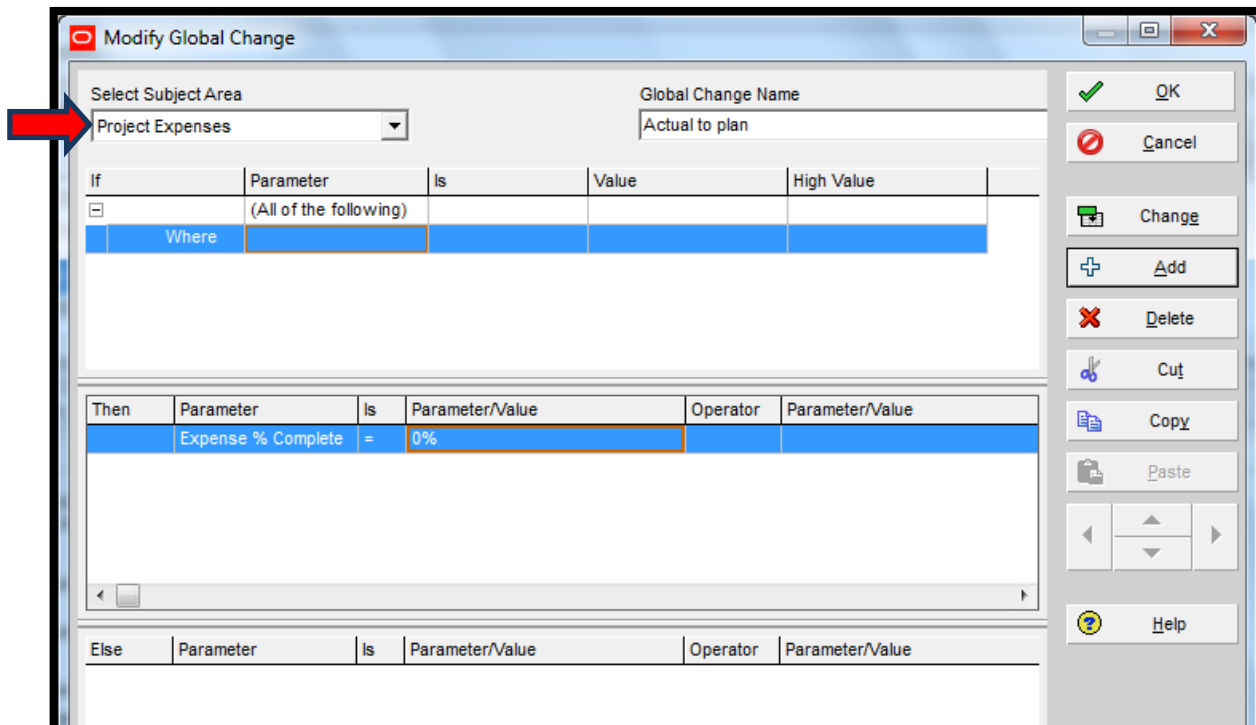 Modify Global Change
Select Subject Area
Global Change Name
Project Expenses
Actual to plan
OK
Cancel
If Parameter Is Value High Value
(All of the following)
Where
Change
Add
Delete
Cut
Copy
Paste
Then Parameter Is Parameter/Value Operator Parameter/Value
Expense % Complete = 0%
Help
Else Parameter Is Parameter/Value Operator Parameter/Value